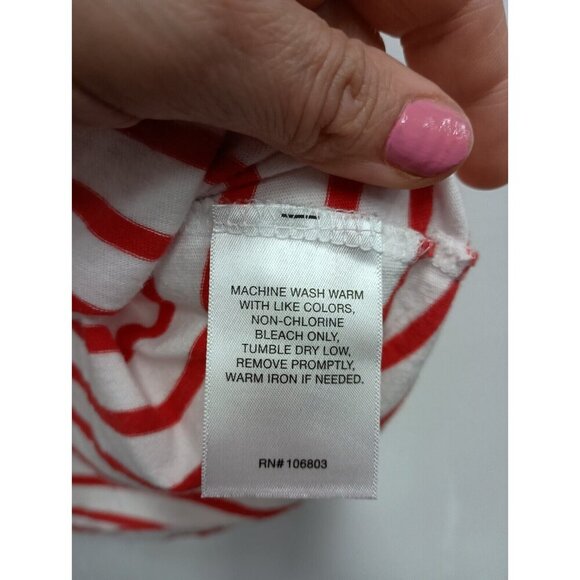 MACHINE WASH WARM
WITH LIKE COLORS,
NON-CHLORINE
BLEACH ONLY,
TUMBLE DRY LOW,
REMOVE PROMPTLY,
WARM IRON IF NEEDED.
RN# 106803